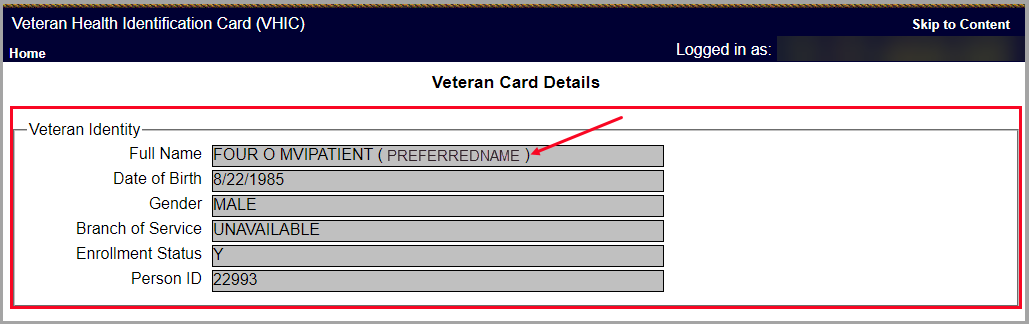 Veteran Health Identification Card (VHIC)
Skip to Content
Home
Logged in as:
Veteran Card Details
Veteran Identity
Full Name FOUR O MVIPATIENT ( PREFERREDNAME )
Date of Birth 8/22/1985
Gender MALE
Branch of Service UNAVAILABLE
Enrollment Status Y
Person ID 22993